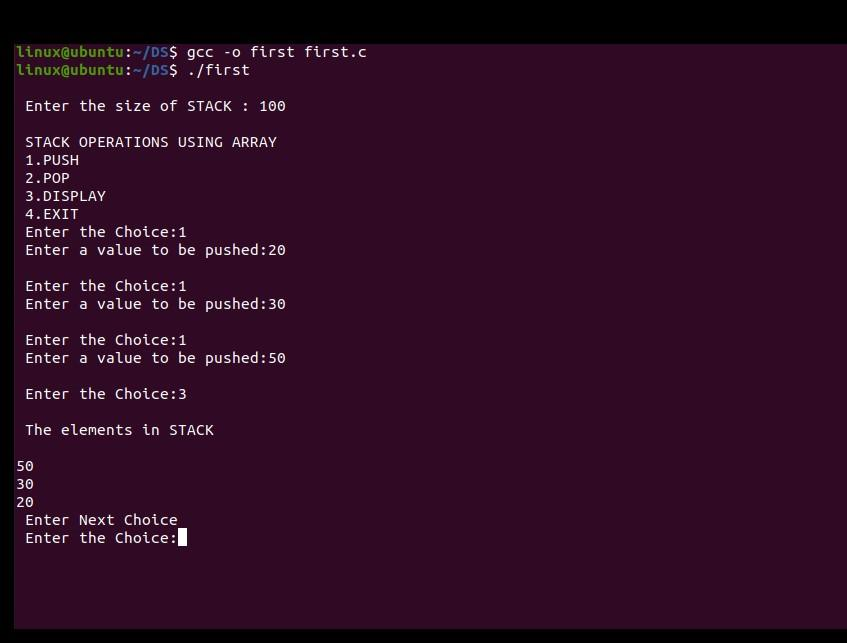 linux@ubuntu:~/DS$ gcc -o first first.c
linux@ubuntu:~/DS$ ./first
Enter the size of STACK : 100
STACK OPERATIONS USING ARRAY
1.PUSH
2.POP
3.DISPLAY
4.EXIT
Enter the Choice:1
Enter a value to be pushed:20
Enter the Choice:1
Enter a value to be pushed:30
Enter the Choice:1
Enter a value to be pushed:50
Enter the Choice:3
The elements in STACK
50
30
20
Enter Next Choice
Enter the Choice: